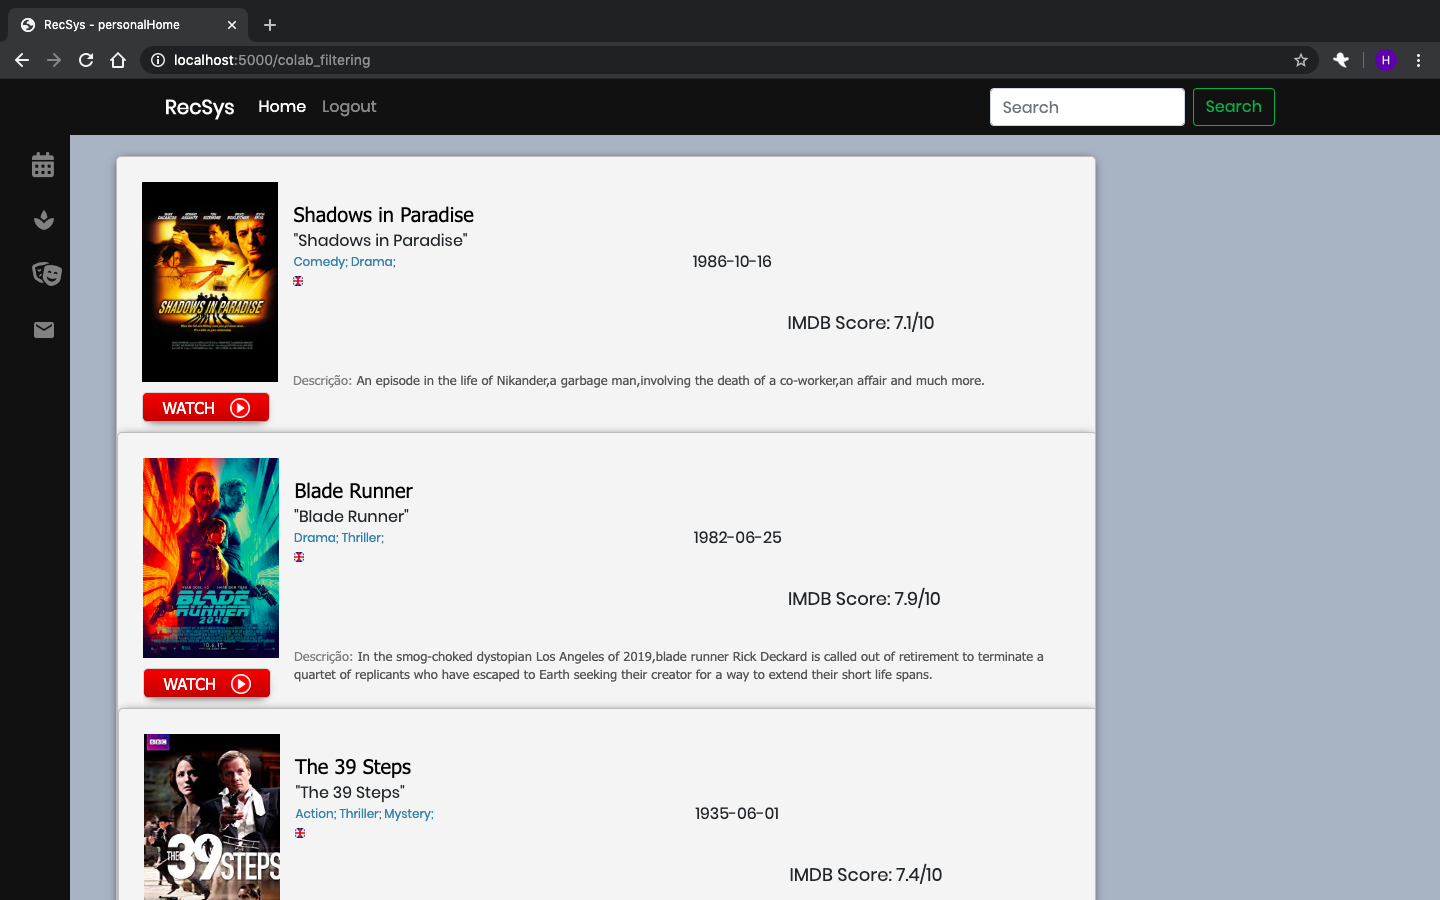 RecSys - personalHome
localhost:5000/colab_filtering
H
RecSys Home Logout Search Search
SHADOWS IN PARADISE
Shadows in Paradise
"Shadows in Paradise"
Comedy; Drama;
1986-10-16
IMDB Score: 7.1/10
Descrição: An episode in the life of Nikander,a garbage man,involving the death of a co-worker,an affair and much more.
WATCH
BLADE
RUNNER
2049
10.6.17
Blade Runner
"Blade Runner"
Drama; Thriller;
1982-06-25
IMDB Score: 7.9/10
Descrição: In the smog-choked dystopian Los Angeles of 2019,blade runner Rick Deckard is called out of retirement to terminate a
quartet of replicants who have escaped to Earth seeking their creator for a way to extend their short life spans.
WATCH
BBC
THE 39 STEPS
The 39 Steps
"The 39 Steps"
Action; Thriller; Mystery;
1935-06-01
IMDB Score: 7.4/10